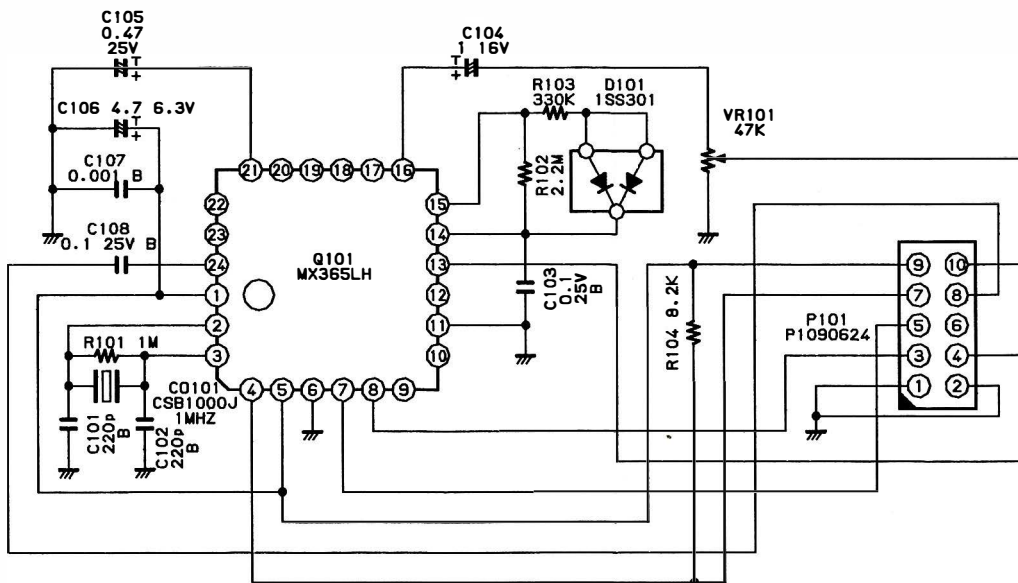 C105
0.47
25V
C106 4.7 6.3V
C107
0.001 B
C108
0.1 25V B
C104
1 16V
R103
330K
D101
1SS301
VR101
47K
R102
2.2M
21 20 19 18 17 16
22
23
24
1
2
3
15
14
13
12
11
10
4 5 6 7 8 9
Q101
MX365LH
C103
0.1
25V
B
R104 8.2K
P101
P1090624
9 10
7 8
5 6
3 4
1 2
R101 1M
CO101
CSB1000J
1MHZ
C101
220p
B
C102
220p
B